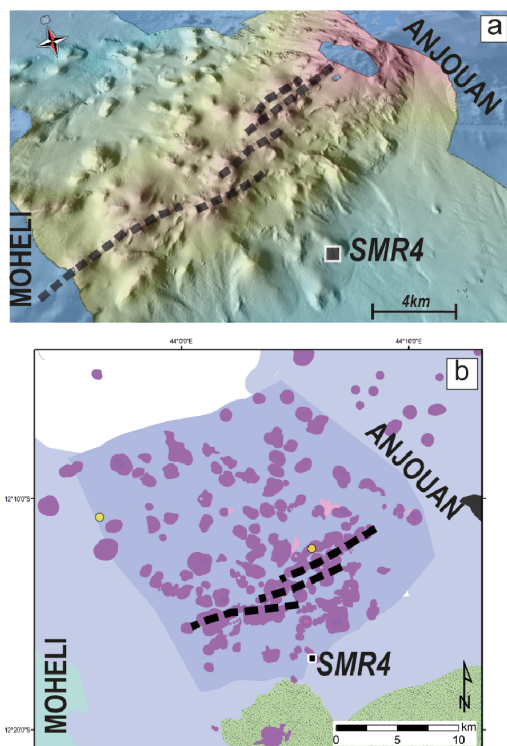 a
ANJOUAN
MOHELI
SMR4
4km
44°0'0"E
44°10'0"E
b
ANJOUAN
12°10'0"S
MOHELI
SMR4
N
km
12°20'0"S
0 5 10